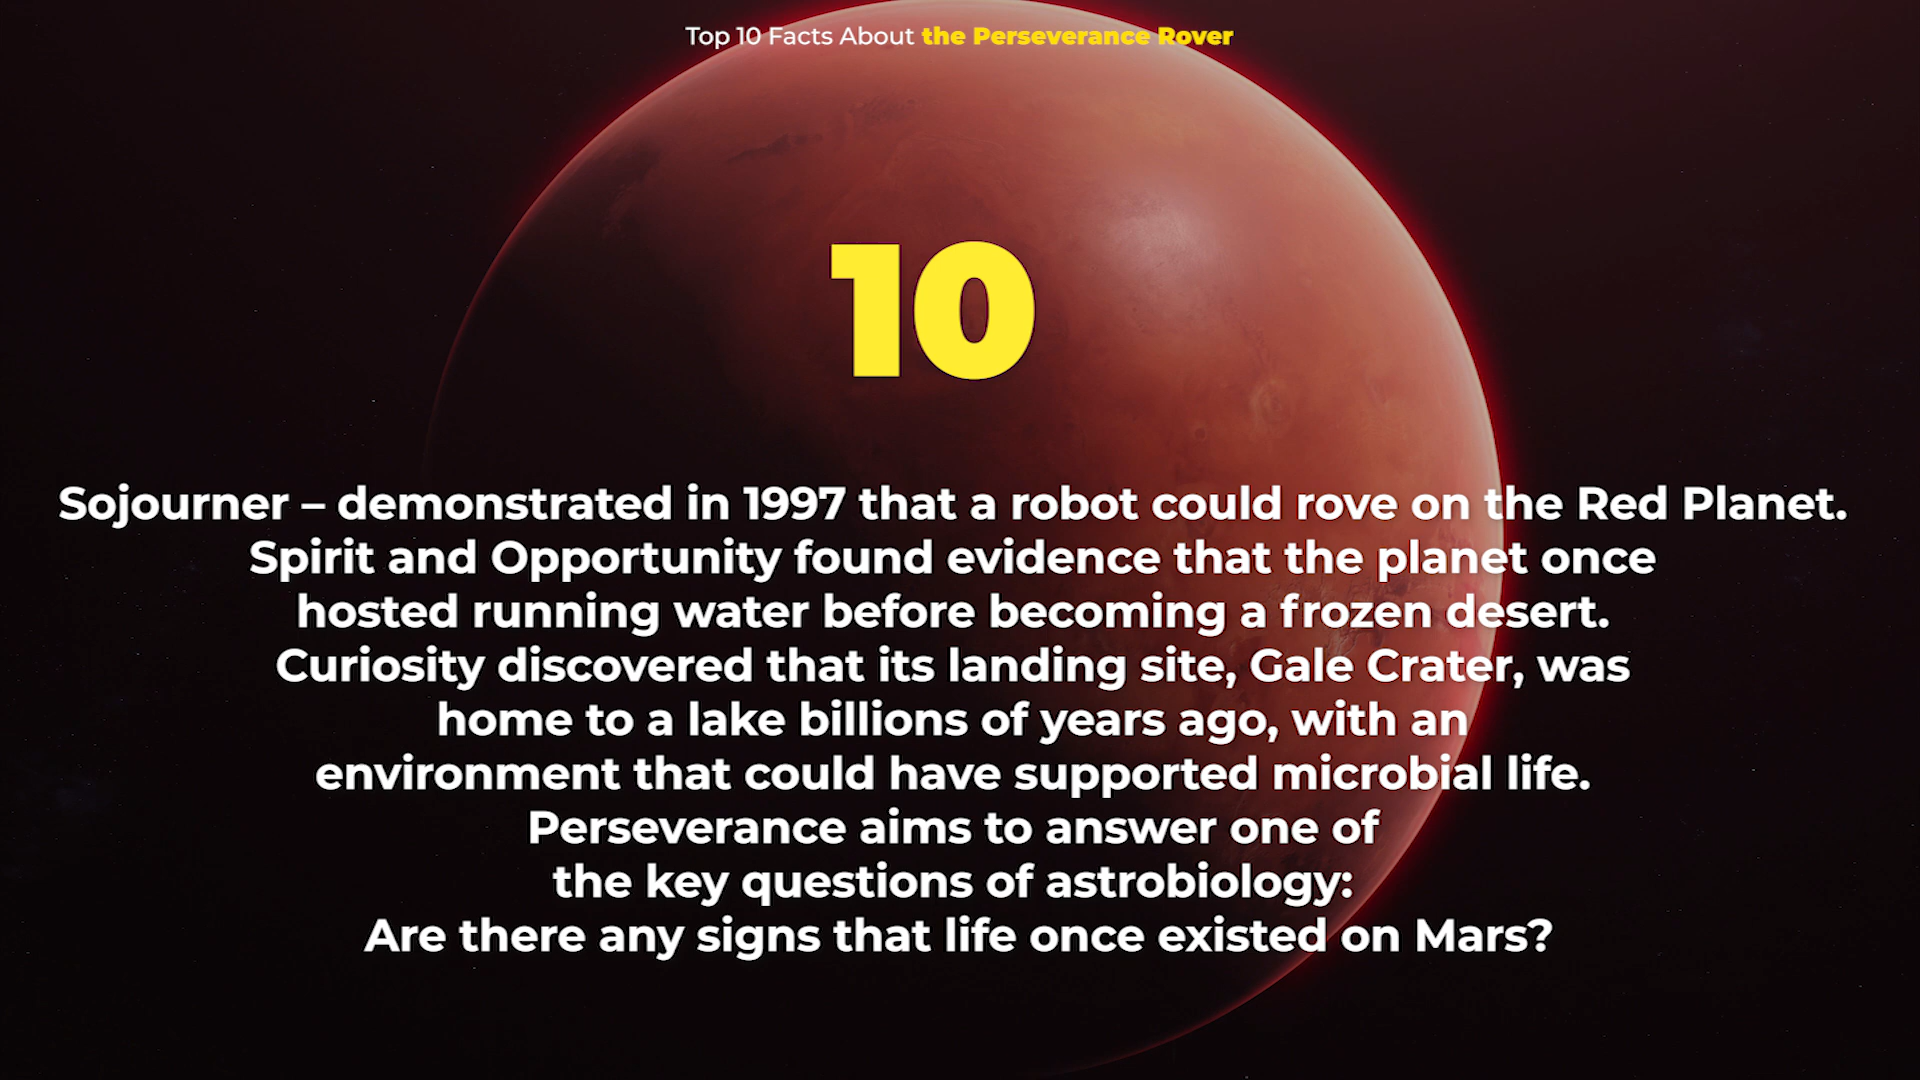 Top 10 Facts About the Perseverance Rover
10
Sojourner – demonstrated in 1997 that a robot could rove on the Red Planet.
Spirit and Opportunity found evidence that the planet once
hosted running water before becoming a frozen desert.
Curiosity discovered that its landing site, Gale Crater, was
home to a lake billions of years ago, with an
environment that could have supported microbial life.
Perseverance aims to answer one of
the key questions of astrobiology:
Are there any signs that life once existed on Mars?